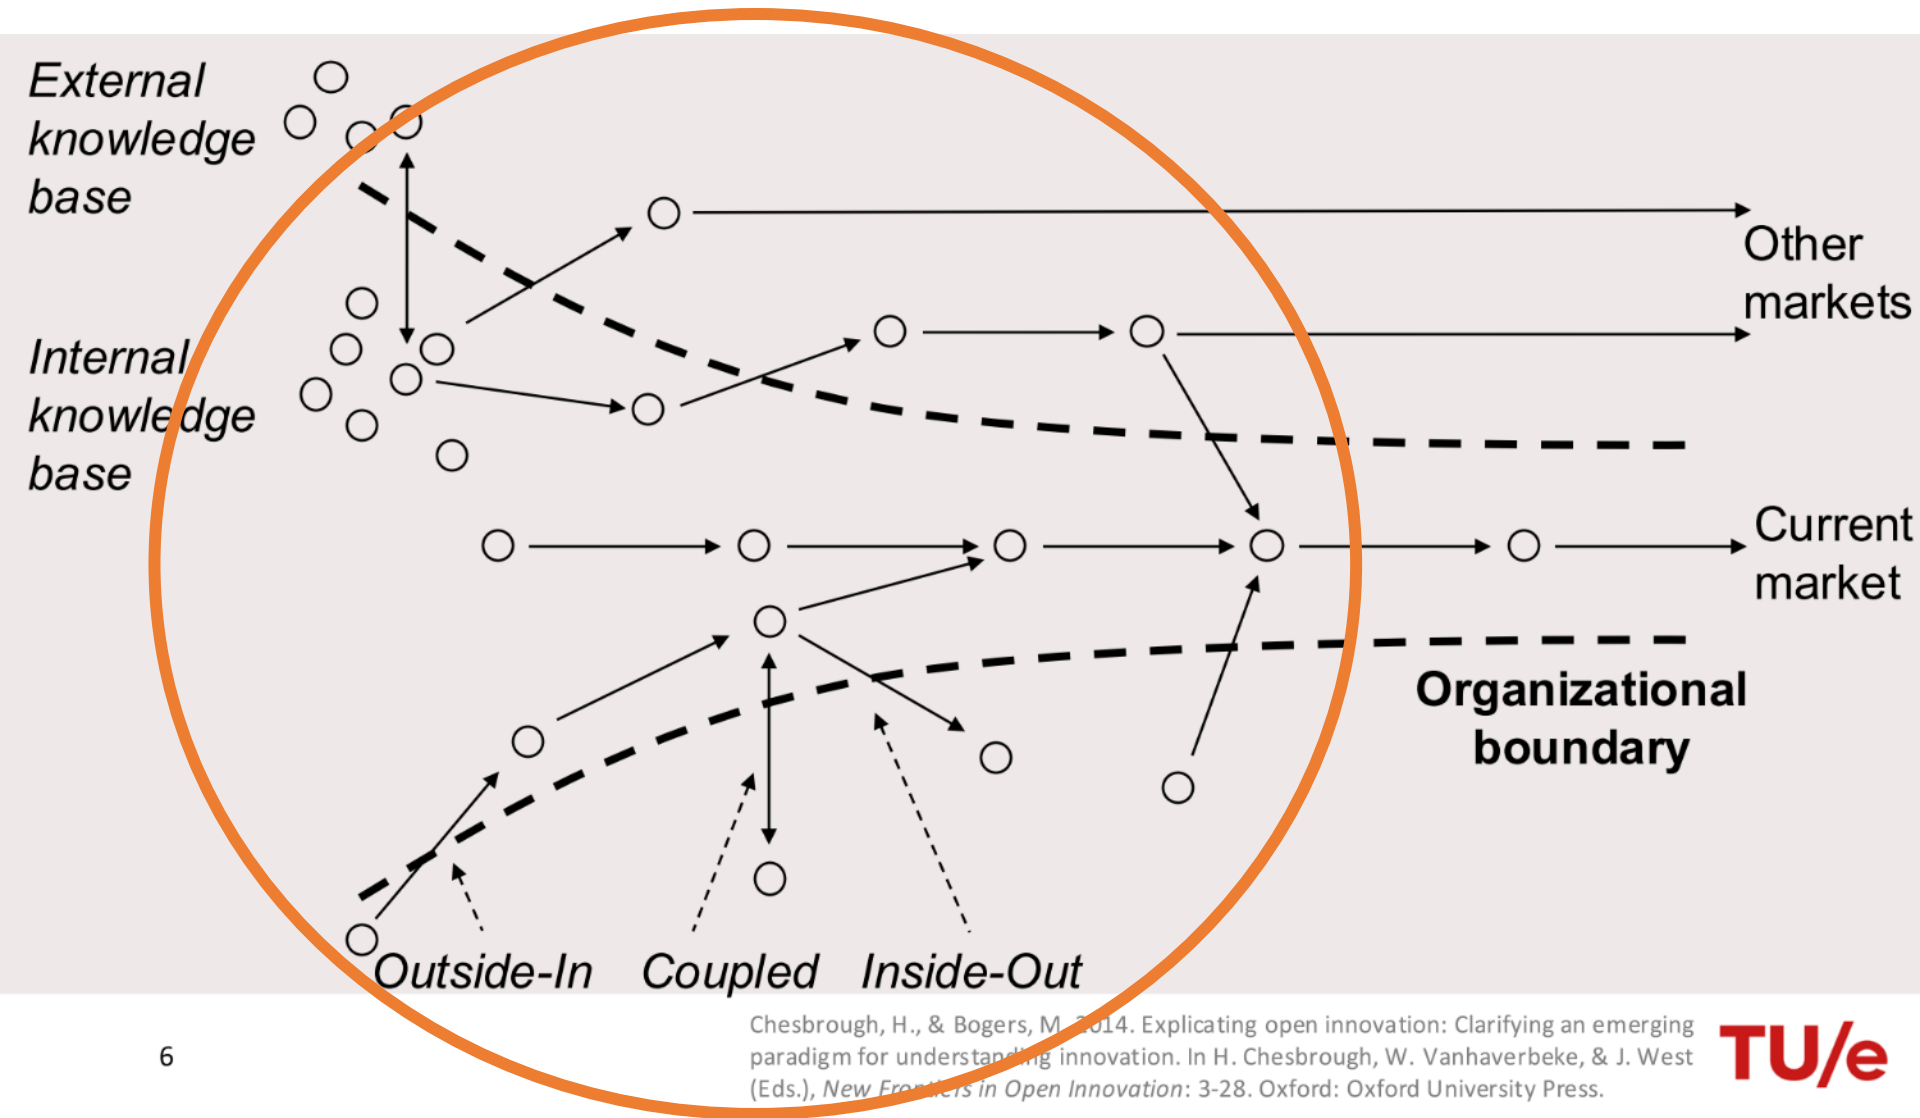 External
knowledge
base
Other
markets
Internal
knowledge
base
Current
market
Organizational
boundary
Outside-In
Coupled
Inside-Out
Chesbrough, H., & Bogers, M. 2014. Explicating open innovation: Clarifying an emerging
paradigm for understanding innovation. In H. Chesbrough, W. Vanhaverbeke, & J. West
(Eds.), New Frontiers in Open Innovation: 3-28. Oxford: Oxford University Press.
6
TU/e